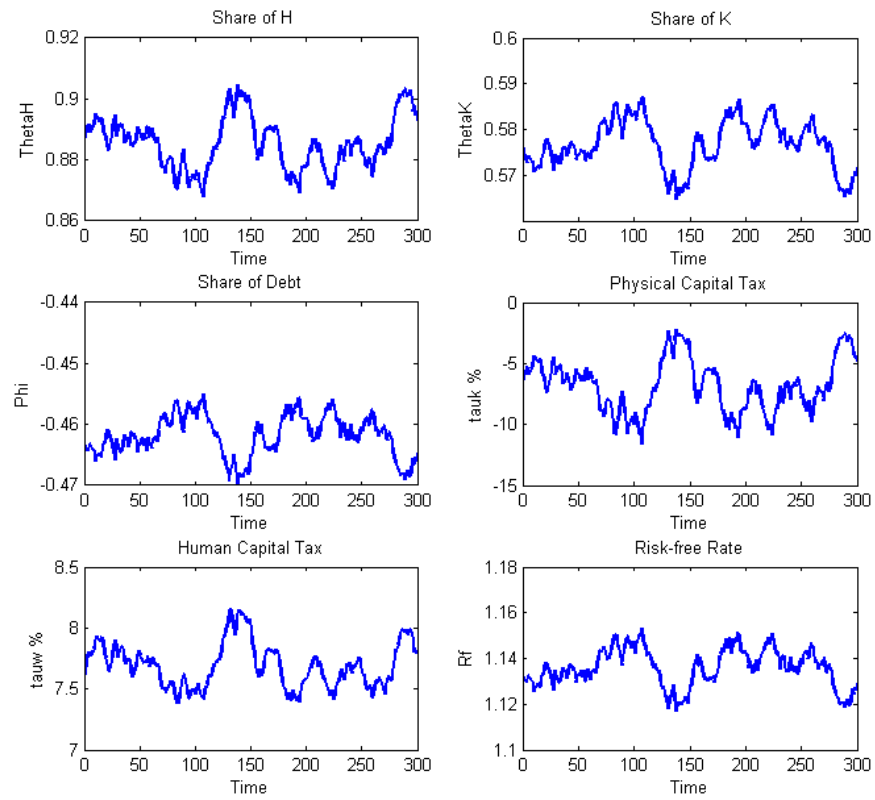 Share of H
0.92
0.9
0.88
0.86
ThetaH
0 50 100 150 200 250 300
Time
Share of K
0.6
0.59
0.58
0.57
ThetaK
0 50 100 150 200 250 300
Time
Share of Debt
-0.44
-0.45
-0.46
-0.47
Phi
0 50 100 150 200 250 300
Time
Physical Capital Tax
0
-5
-10
-15
tauk %
0 50 100 150 200 250 300
Time
Human Capital Tax
8.5
8
7.5
7
tauw %
0 50 100 150 200 250 300
Time
Risk-free Rate
1.18
1.16
1.14
1.12
1.1
Rf
0 50 100 150 200 250 300
Time